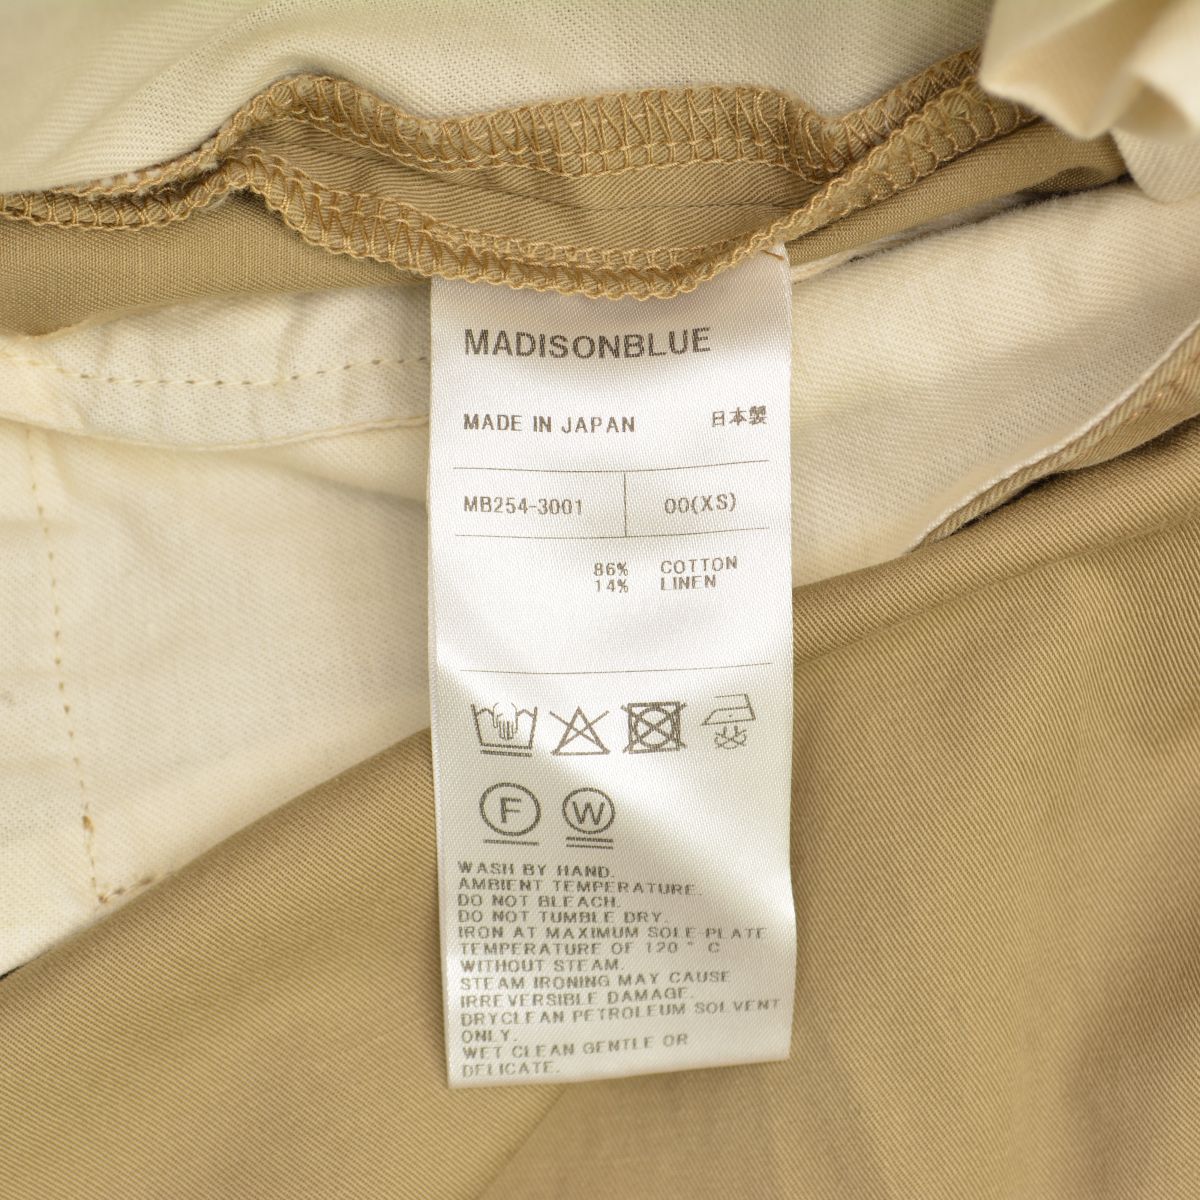 MADISONBLUE
MADE IN JAPAN 日本製
MB254-3001 00(XS)
86% COTTON
14% LINEN
F W
WASH BY HAND.
AMBIENT TEMPERATURE.
DO NOT BLEACH.
DO NOT TUMBLE DRY.
IRON AT MAXIMUM SOLE-PLATE
TEMPERATURE OF 120°C
WITHOUT STEAM.
STEAM IRONING MAY CAUSE
IRREVERSIBLE DAMAGE.
DRYCLEAN PETROLEUM SOLVENT
ONLY.
WET CLEAN GENTLE OR
DELICATE.